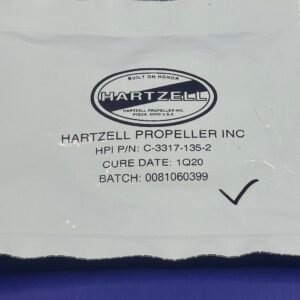 BUILT ON HONOR
HARTZELL
HARTZELL PROPELLER INC.
PIQUA, OHIO U.S.A.
HARTZELL PROPELLER INC
HPI P/N: C-3317-135-2
CURE DATE: 1Q20
BATCH: 0081060399